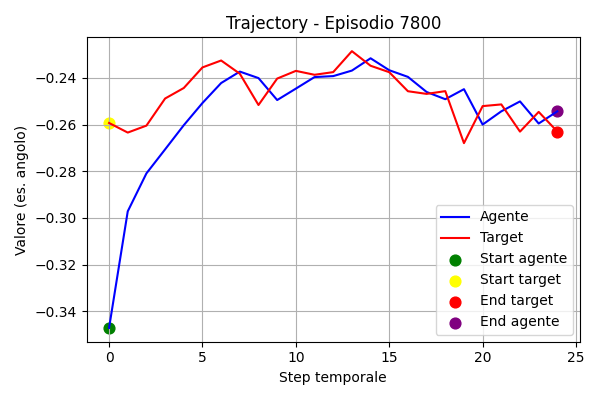 Trajectory - Episodio 7800
Valore (es. angolo)
−0.24
−0.26
−0.28
−0.30
−0.32
−0.34
0
5
10
15
20
25
Step temporale
Agente
Target
Start agente
Start target
End target
End agente